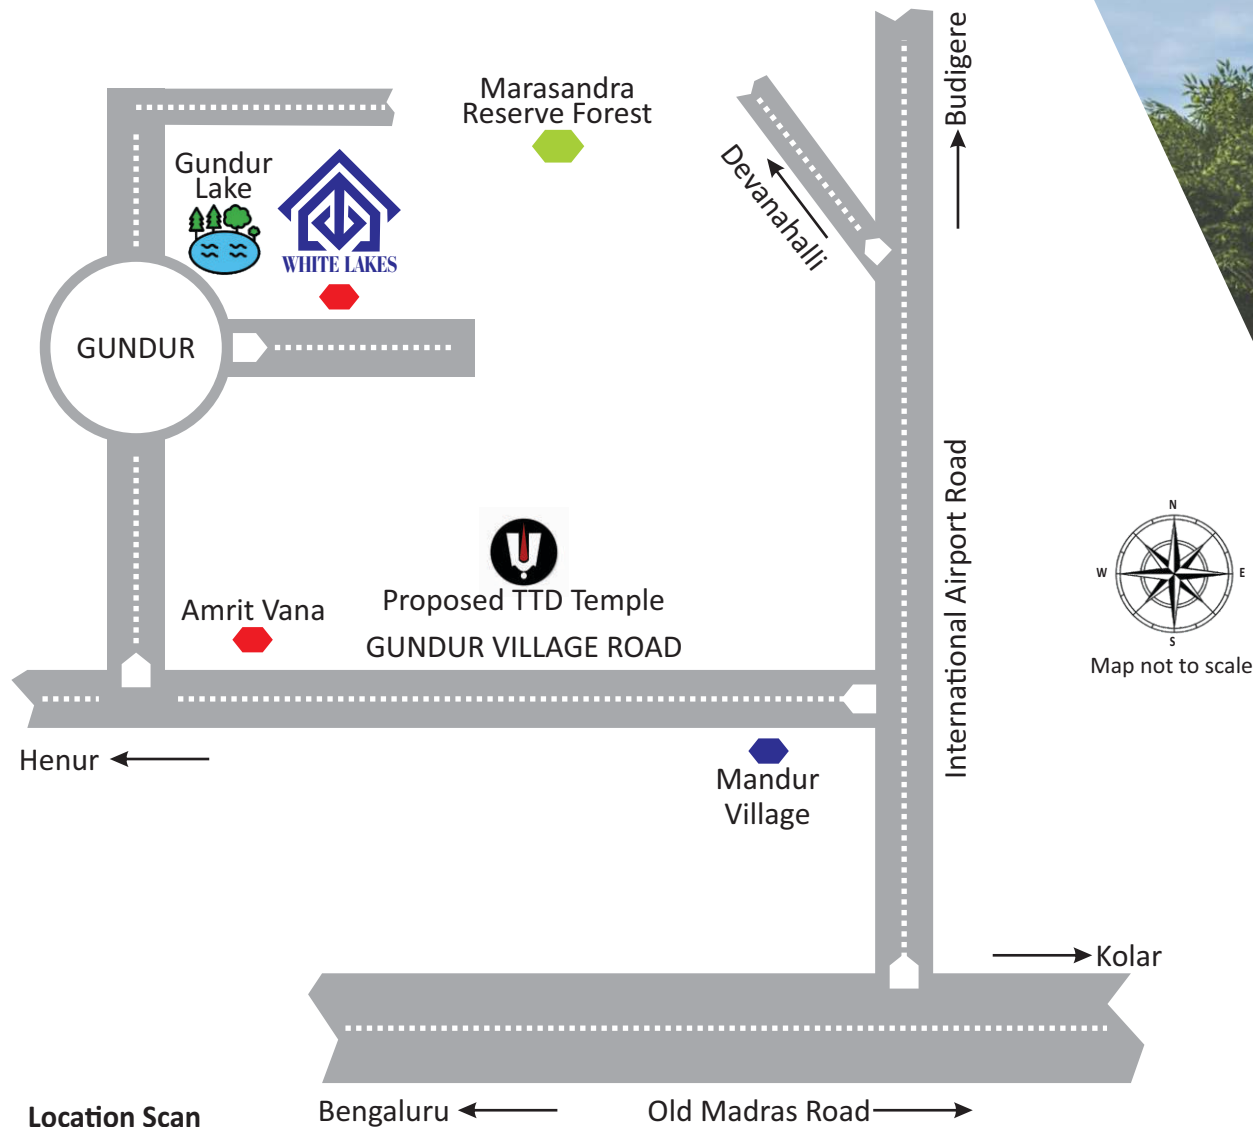 Budigere
Marasandra
Reserve Forest
Devanahalli
Gundur
Lake
WHITE LAKES
GUNDUR
International Airport Road
N
W
E
S
Map not to scale
Proposed TTD Temple
Amrit Vana
GUNDUR VILLAGE ROAD
Henur
Mandur
Village
Kolar
Location Scan
Bengaluru
Old Madras Road